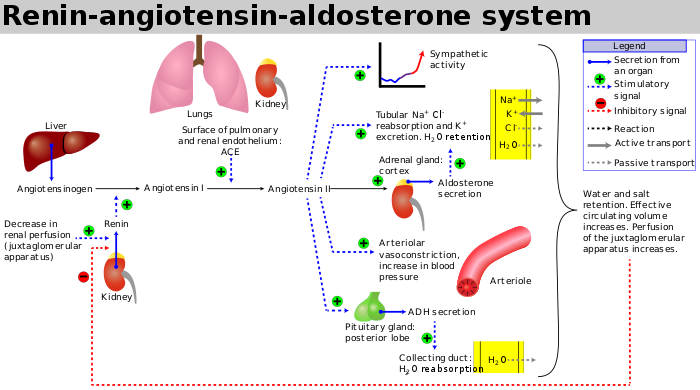 Renin-angiotensin-aldosterone system
Legend
Secretion from
an organ
Stimulatory
signal
Inhibitory signal
Reaction
Active transport
Passive transport
Lungs
Kidney
Surface of pulmonary
and renal endothelium:
ACE
Liver
Angiotensinogen
Angiotensin I
Angiotensin II
Decrease in
renal perfusion
(juxtaglomerular
apparatus)
Renin
Kidney
Sympathetic
activity
Tubular Na⁺ Cl⁻
reabsorption and K⁺
excretion. H₂O retention
Na⁺
K⁺
Cl⁻
H₂O
Adrenal gland:
cortex
Aldosterone
secretion
Arteriolar
vasoconstriction,
increase in blood
pressure
Arteriole
ADH secretion
Pituitary gland:
posterior lobe
Collecting duct:
H₂O reabsorption
H₂O
Water and salt
retention. Effective
circulating volume
increases. Perfusion
of the juxtaglomerular
apparatus increases.